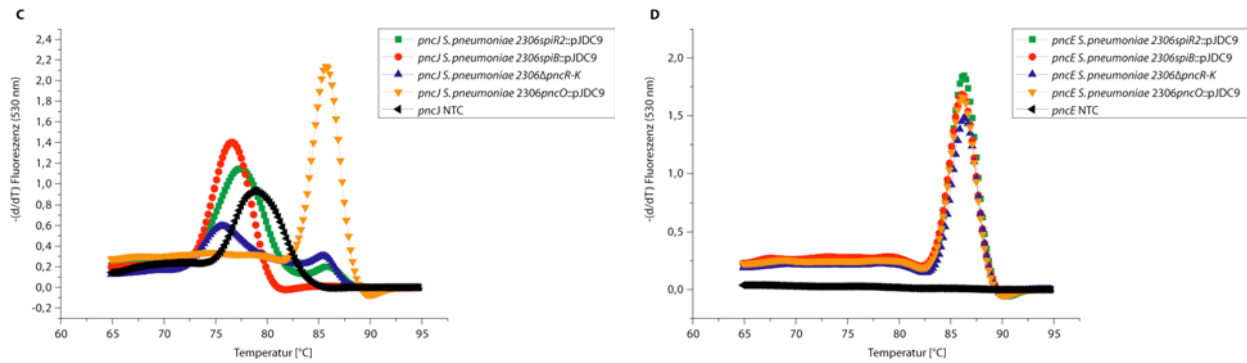 C
-(d/dT) Fluoreszenz (530 nm)
2,4
2,2
2,0
1,8
1,6
1,4
1,2
1,0
0,8
0,6
0,4
0,2
0,0
-0,2
60
65
70
75
80
85
90
95
Temperatur [°C]
pncJ S.pneumoniae 2306spiR2::pJDC9
pncJ S.pneumoniae 2306spiB::pJDC9
pncJ S.pneumoniae 2306ΔpncR-K
pncJ S.pneumoniae 2306pncO::pJDC9
pncJ NTC
D
-(d/dT) Fluoreszenz (530 nm)
2,0
1,5
1,0
0,5
0,0
60
65
70
75
80
85
90
95
Temperatur [°C]
pncE S.pneumoniae 2306spiR2::pJDC9
pncE S.pneumoniae 2306spiB::pJDC9
pncE S.pneumoniae 2306ΔpncR-K
pncE S.pneumoniae 2306pncO::pJDC9
pncE NTC